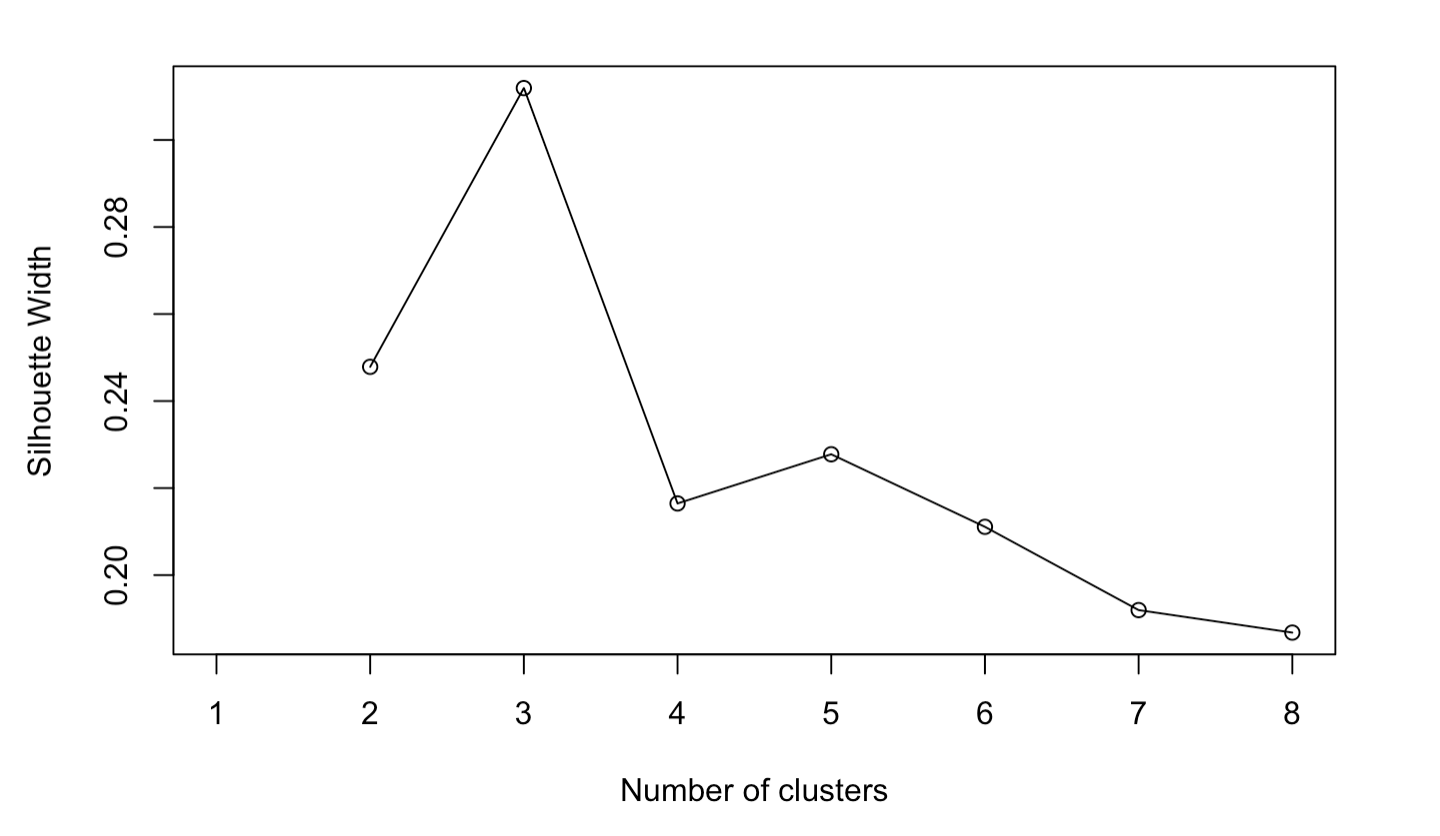 Silhouette Width
0.28
0.24
0.20
1 2 3 4 5 6 7 8
Number of clusters